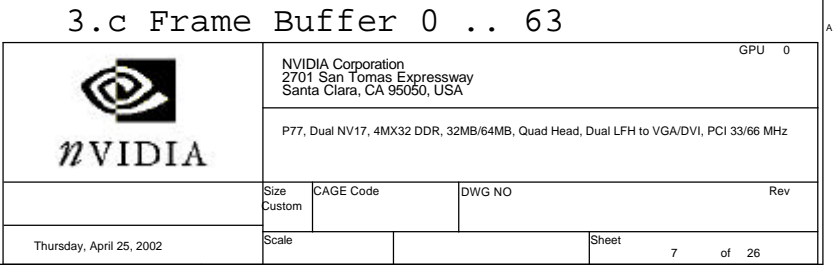 3.c Frame Buffer 0 .. 63
A
GPU 0
NVIDIA Corporation
2701 San Tomas Expressway
Santa Clara, CA 95050, USA
nVIDIA
P77, Dual NV17, 4MX32 DDR, 32MB/64MB, Quad Head, Dual LFH to VGA/DVI, PCI 33/66 MHz
Size
Custom
CAGE Code
DWG NO
Rev
Thursday, April 25, 2002
Scale
Sheet
7 of 26